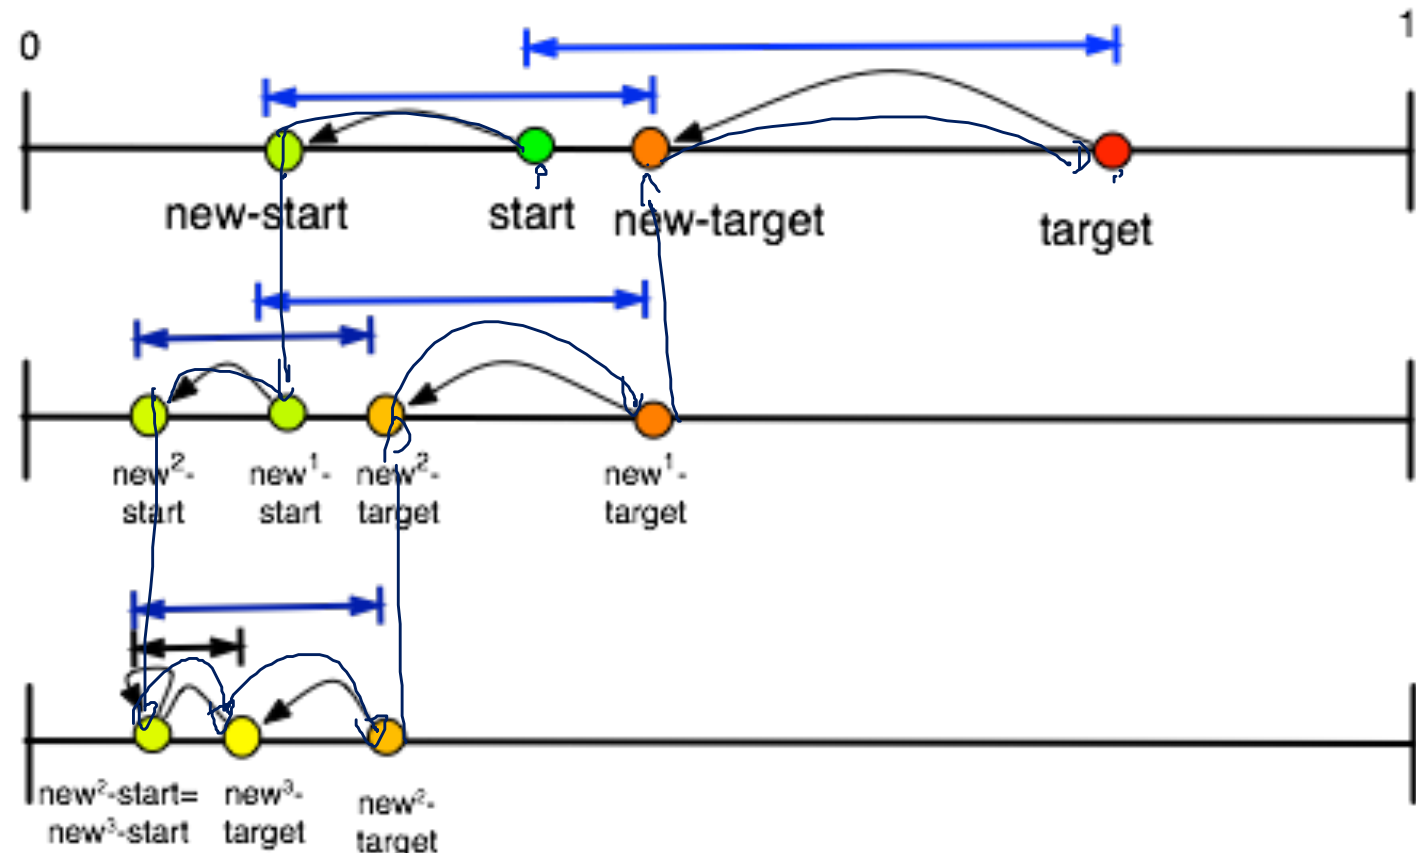 0
1
new-start
start
new-target
target
new²-
start
new¹-
start
new²-
target
new¹-
target
new²-start=
new³-start
new³-
target
new²-
target